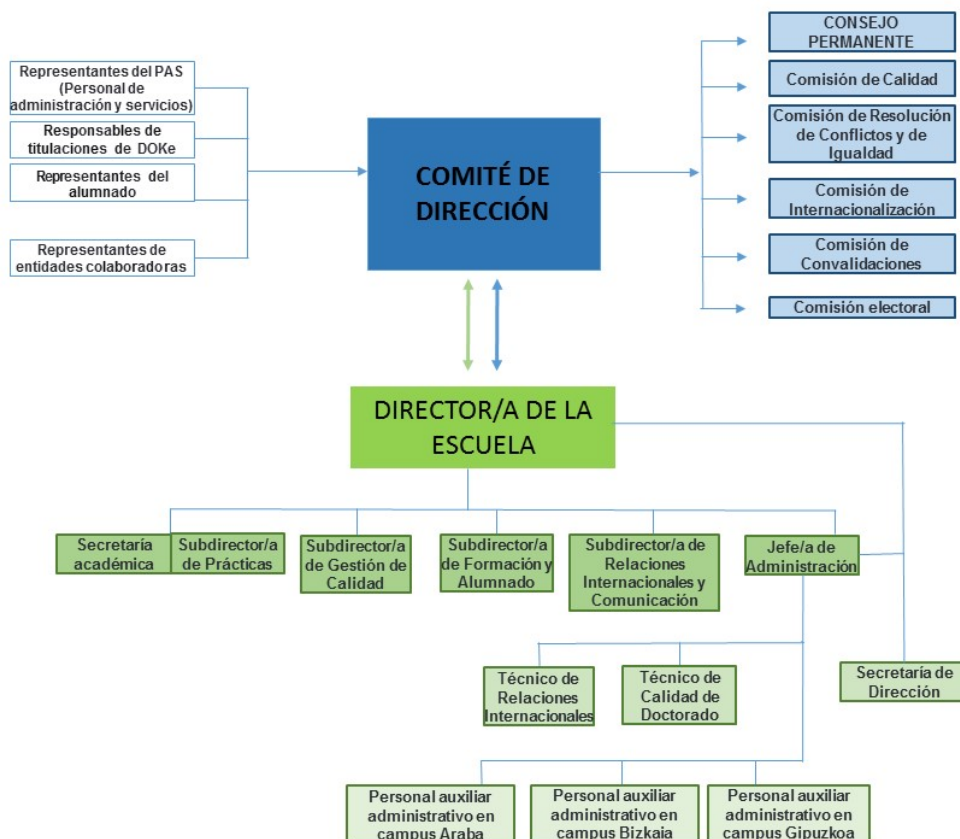 Representantes del PAS
(Personal de
administración y servicios)
Responsables de
titulaciones de DOKe
Representantes del
alumnado
Representantes de
entidades colaboradoras
COMITÉ DE
DIRECCIÓN
CONSEJO
PERMANENTE
Comisión de Calidad
Comisión de Resolución
de Conflictos y de
Igualdad
Comisión de
Internacionalización
Comisión de
Convalidaciones
Comisión electoral
DIRECTOR/A DE LA
ESCUELA
Secretaría
académica
Subdirector/a
de Prácticas
Subdirector/a
de Gestión de
Calidad
Subdirector/a
de Formación y
Alumnado
Subdirector/a de
Relaciones
Internacionales y
Comunicación
Jefe/a de
Administración
Técnico de
Relaciones
Internacionales
Técnico de
Calidad de
Doctorado
Secretaría de
Dirección
Personal auxiliar
administrativo en
campus Araba
Personal auxiliar
administrativo en
campus Bizkaia
Personal auxiliar
administrativo en
campus Gipuzkoa